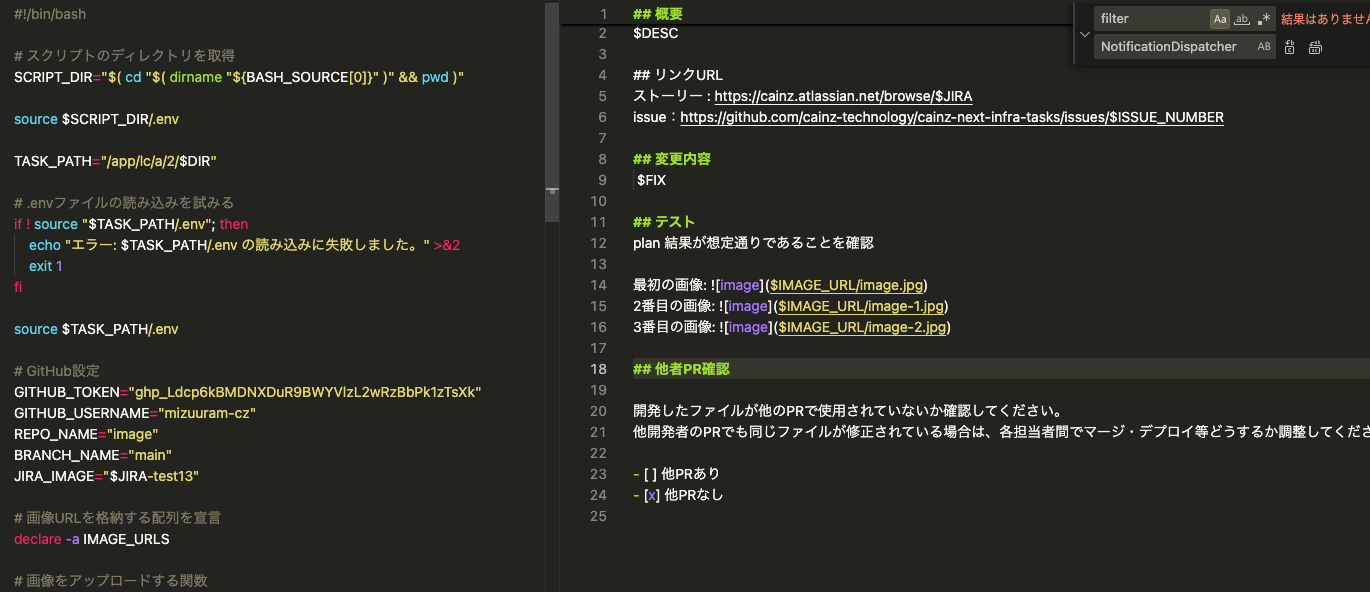 #!/bin/bash
# スクリプトのディレクトリを取得
SCRIPT_DIR="$( cd "$( dirname "${BASH_SOURCE[0]}" )" && pwd )"
source $SCRIPT_DIR/.env
TASK_PATH="/app/lc/a/2/$DIR"
# .envファイルの読み込みを試みる
if ! source "$TASK_PATH/.env"; then
echo "エラー: $TASK_PATH/.env の読み込みに失敗しました。" >&2
exit 1
fi
source $TASK_PATH/.env
# GitHub設定
GITHUB_TOKEN="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"
GITHUB_USERNAME="mizuuram-cz"
REPO_NAME="image"
BRANCH_NAME="main"
JIRA_IMAGE="$JIRA-test13"
# 画像URLを格納する配列を宣言
declare -a IMAGE_URLS
# 画像をアップロードする関数
1 ## 概要
2 $DESC
3
4 ## リンクURL
5 ストーリー : https://cainz.atlassian.net/browse/$JIRA
6 issue : https://github.com/cainz-technology/cainz-next-infra-tasks/issues/$ISSUE_NUMBER
7
8 ## 変更内容
9 $FIX
10
11 ## テスト
12 plan 結果が想定通りであることを確認
13
14 最初の画像: ![image]($IMAGE_URL/image.jpg)
15 2番目の画像: ![image]($IMAGE_URL/image-1.jpg)
16 3番目の画像: ![image]($IMAGE_URL/image-2.jpg)
17
18 ## 他者PR確認
19
20 開発したファイルが他のPRで使用されていないか確認してください。
21 他開発者のPRでも同じファイルが修正されている場合は、各担当者間でマージ・デプロイ等どうするか調整してくださ
22
23 - [ ] 他PRあり
24 - [x] 他PRなし
25
filter Aa ab .* 結果はありませ
NotificationDispatcher AB